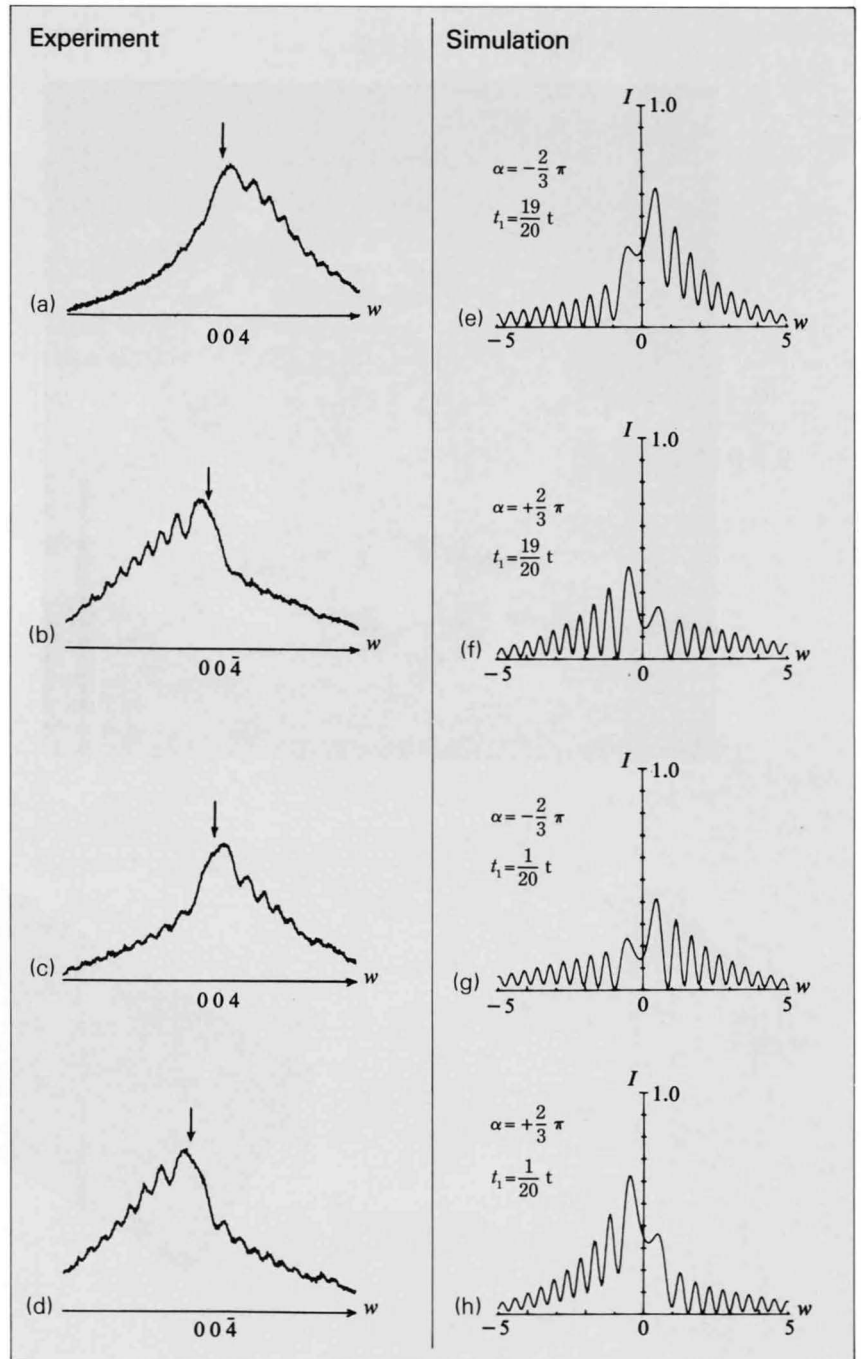 Experiment
Simulation
(a)
w
0 0 4
I
1.0
α = −2/3 π
t₁ = 19/20 t
(e)
−5
0
5
w
(b)
w
0 0 4̄
I
1.0
α = +2/3 π
t₁ = 19/20 t
(f)
−5
0
5
w
(c)
w
0 0 4
I
1.0
α = −2/3 π
t₁ = 1/20 t
(g)
−5
0
5
w
(d)
w
0 0 4̄
I
1.0
α = +2/3 π
t₁ = 1/20 t
(h)
−5
0
5
w